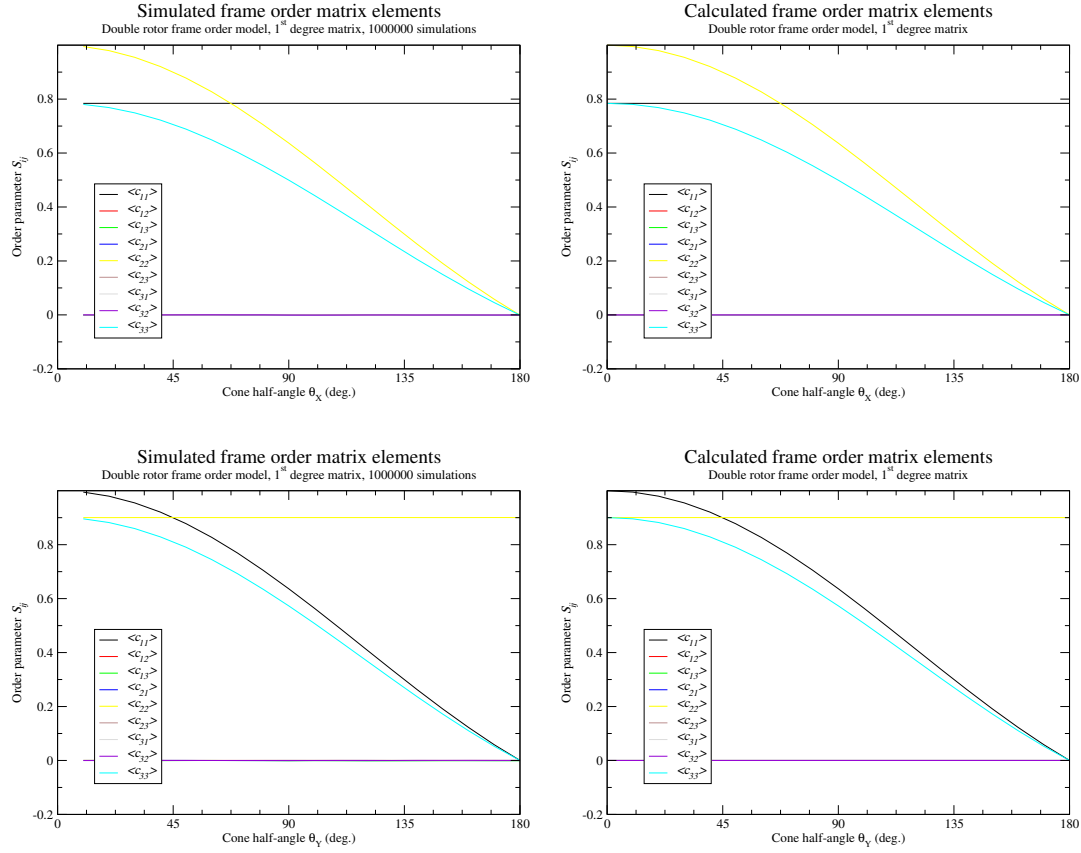 Simulated frame order matrix elements
Double rotor frame order model, 1st degree matrix, 1000000 simulations
Order parameter Sij
0.8
0.6
0.4
0.2
0
-0.2
<c11>
<c12>
<c13>
<c21>
<c22>
<c23>
<c31>
<c32>
<c33>
0 45 90 135 180
Cone half-angle θX (deg.)
Calculated frame order matrix elements
Double rotor frame order model, 1st degree matrix
Order parameter Sij
0.8
0.6
0.4
0.2
0
-0.2
<c11>
<c12>
<c13>
<c21>
<c22>
<c23>
<c31>
<c32>
<c33>
0 45 90 135 180
Cone half-angle θX (deg.)
Simulated frame order matrix elements
Double rotor frame order model, 1st degree matrix, 1000000 simulations
Order parameter Sij
0.8
0.6
0.4
0.2
0
-0.2
<c11>
<c12>
<c13>
<c21>
<c22>
<c23>
<c31>
<c32>
<c33>
0 45 90 135 180
Cone half-angle θY (deg.)
Calculated frame order matrix elements
Double rotor frame order model, 1st degree matrix
Order parameter Sij
0.8
0.6
0.4
0.2
0
-0.2
<c11>
<c12>
<c13>
<c21>
<c22>
<c23>
<c31>
<c32>
<c33>
0 45 90 135 180
Cone half-angle θY (deg.)